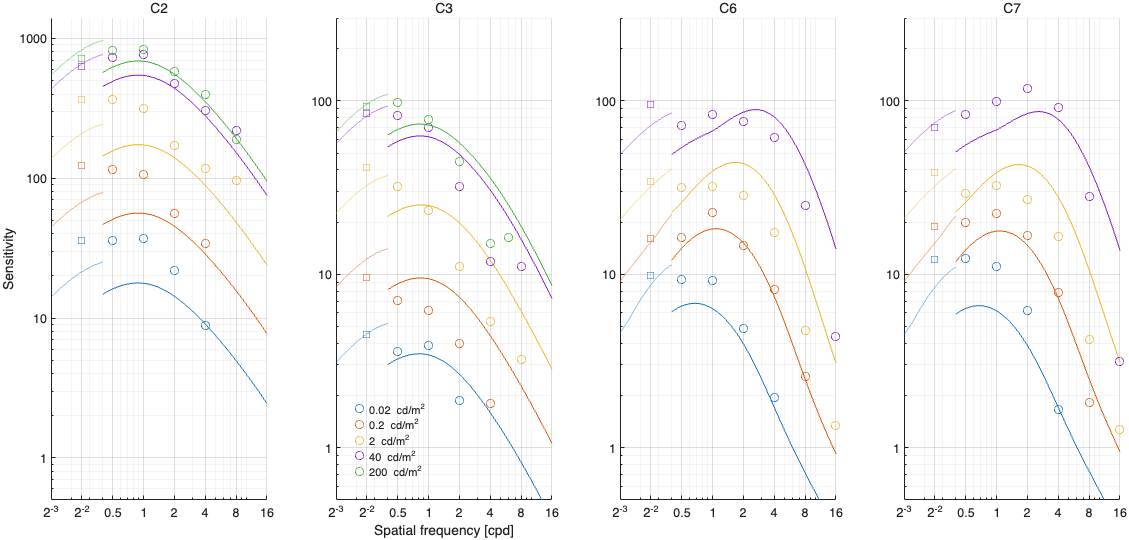 C2
C3
C6
C7
Sensitivity
1000
100
10
1
2-3 2-2 0.5 1 2 4 8 16
100
10
1
0.02 cd/m2
0.2 cd/m2
2 cd/m2
40 cd/m2
200 cd/m2
2-3 2-2 0.5 1 2 4 8 16
100
10
1
2-3 2-2 0.5 1 2 4 8 16
100
10
1
2-3 2-2 0.5 1 2 4 8 16
Spatial frequency [cpd]